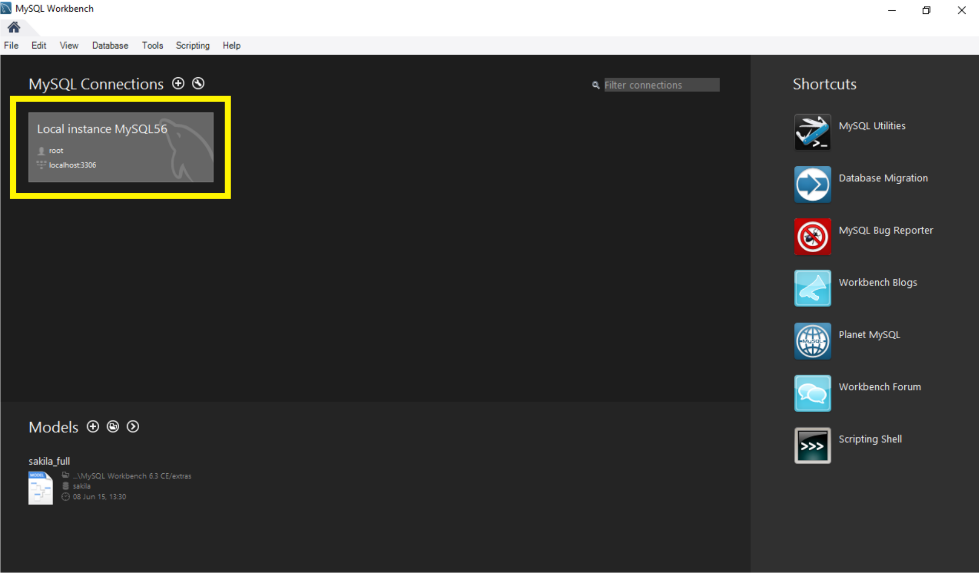 MySQL Workbench
File Edit View Database Tools Scripting Help
MySQL Connections
Filter connections
Local instance MySQL56
root
localhost:3306
Models
sakila_full
...\MySQL Workbench 6.3 CE/extras
sakila
08 Jun 15, 13:30
Shortcuts
MySQL Utilities
Database Migration
MySQL Bug Reporter
Workbench Blogs
Planet MySQL
Workbench Forum
Scripting Shell